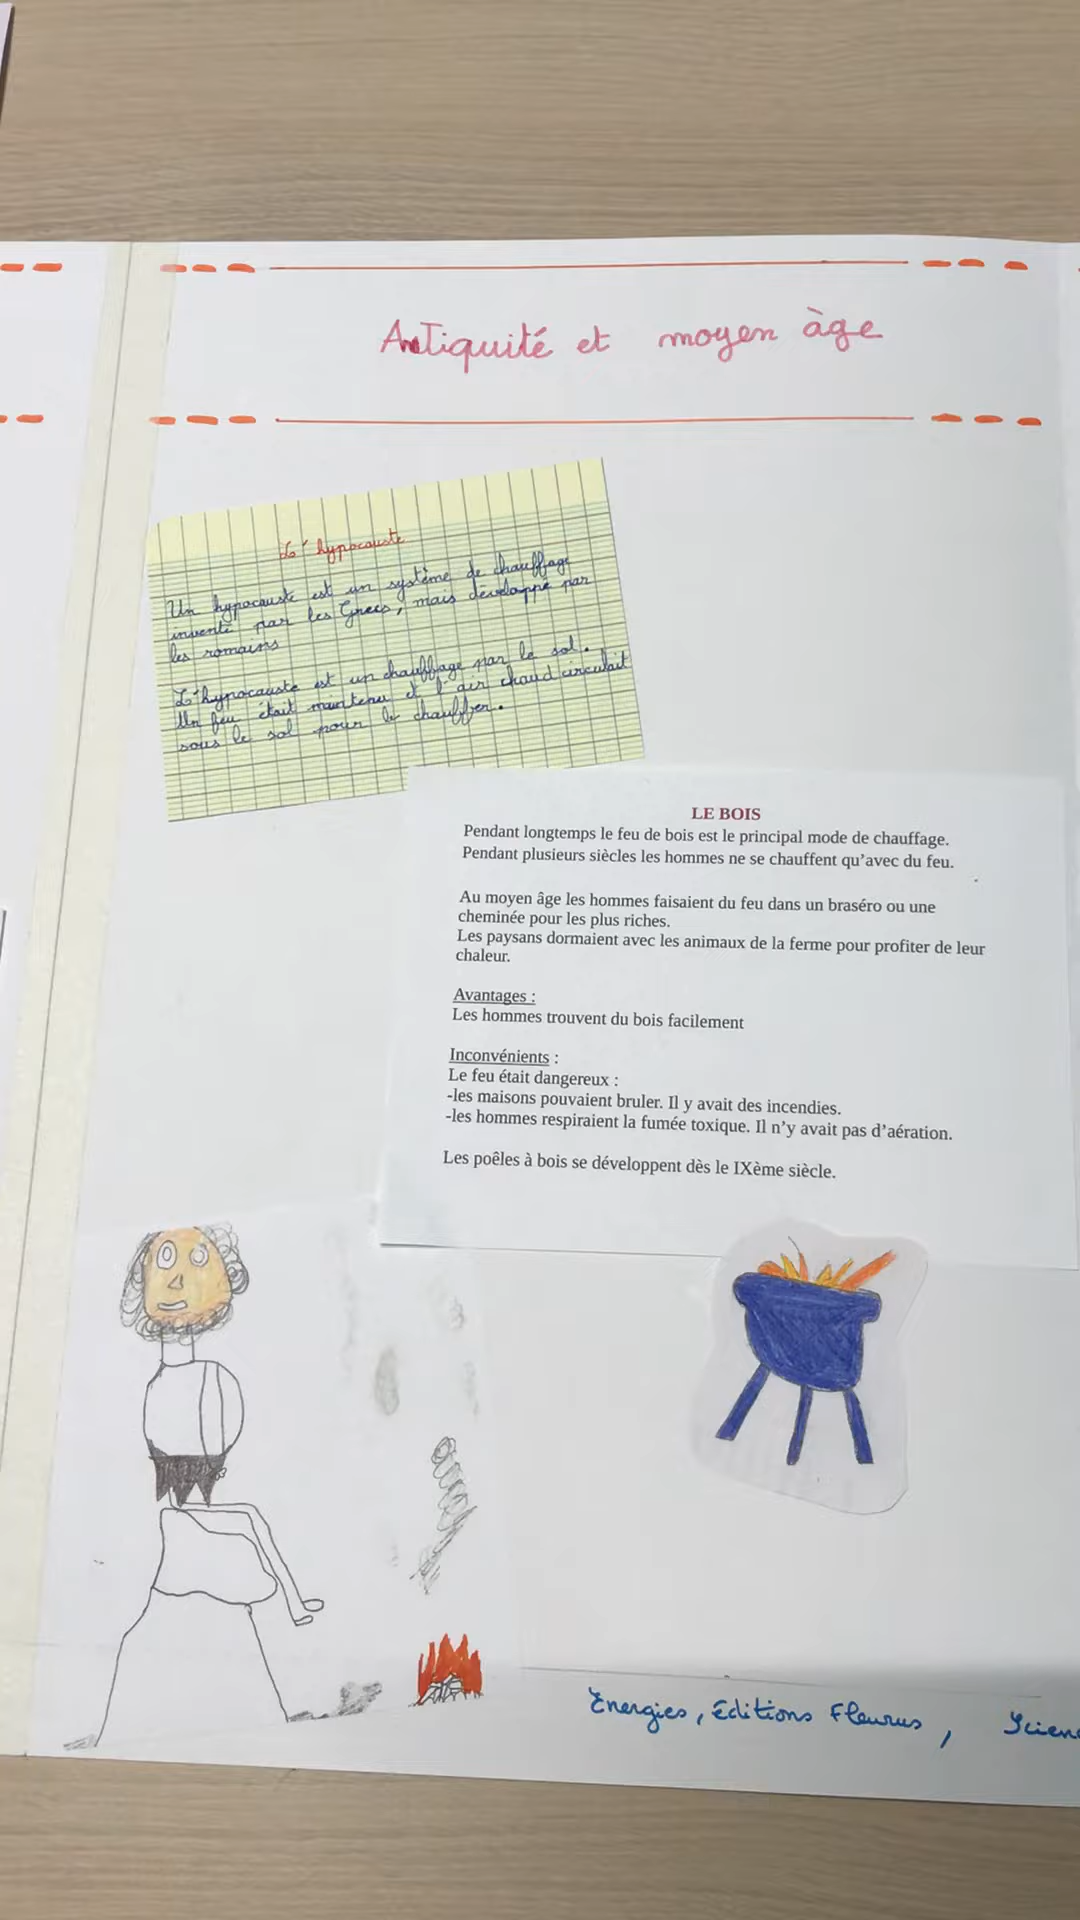 Antiquité et moyen àge
L'hypocauste
Un hypocauste est un système de chauffage
inventé par les Grecs, mais développé par
les romains
L'hypocauste est un chauffage par le sol.
Un feu était maintenu et l'air chaud circulait
sous le sol pour le chauffer.
LE BOIS
Pendant longtemps le feu de bois est le principal mode de chauffage.
Pendant plusieurs siècles les hommes ne se chauffent qu'avec du feu.
Au moyen âge les hommes faisaient du feu dans un braséro ou une
cheminée pour les plus riches.
Les paysans dormaient avec les animaux de la ferme pour profiter de leur
chaleur.
Avantages :
Les hommes trouvent du bois facilement
Inconvénients :
Le feu était dangereux :
-les maisons pouvaient bruler. Il y avait des incendies.
-les hommes respiraient la fumée toxique. Il n'y avait pas d'aération.
Les poêles à bois se développent dès le IXème siècle.
Énergies, Éditions Fleurus, Scien